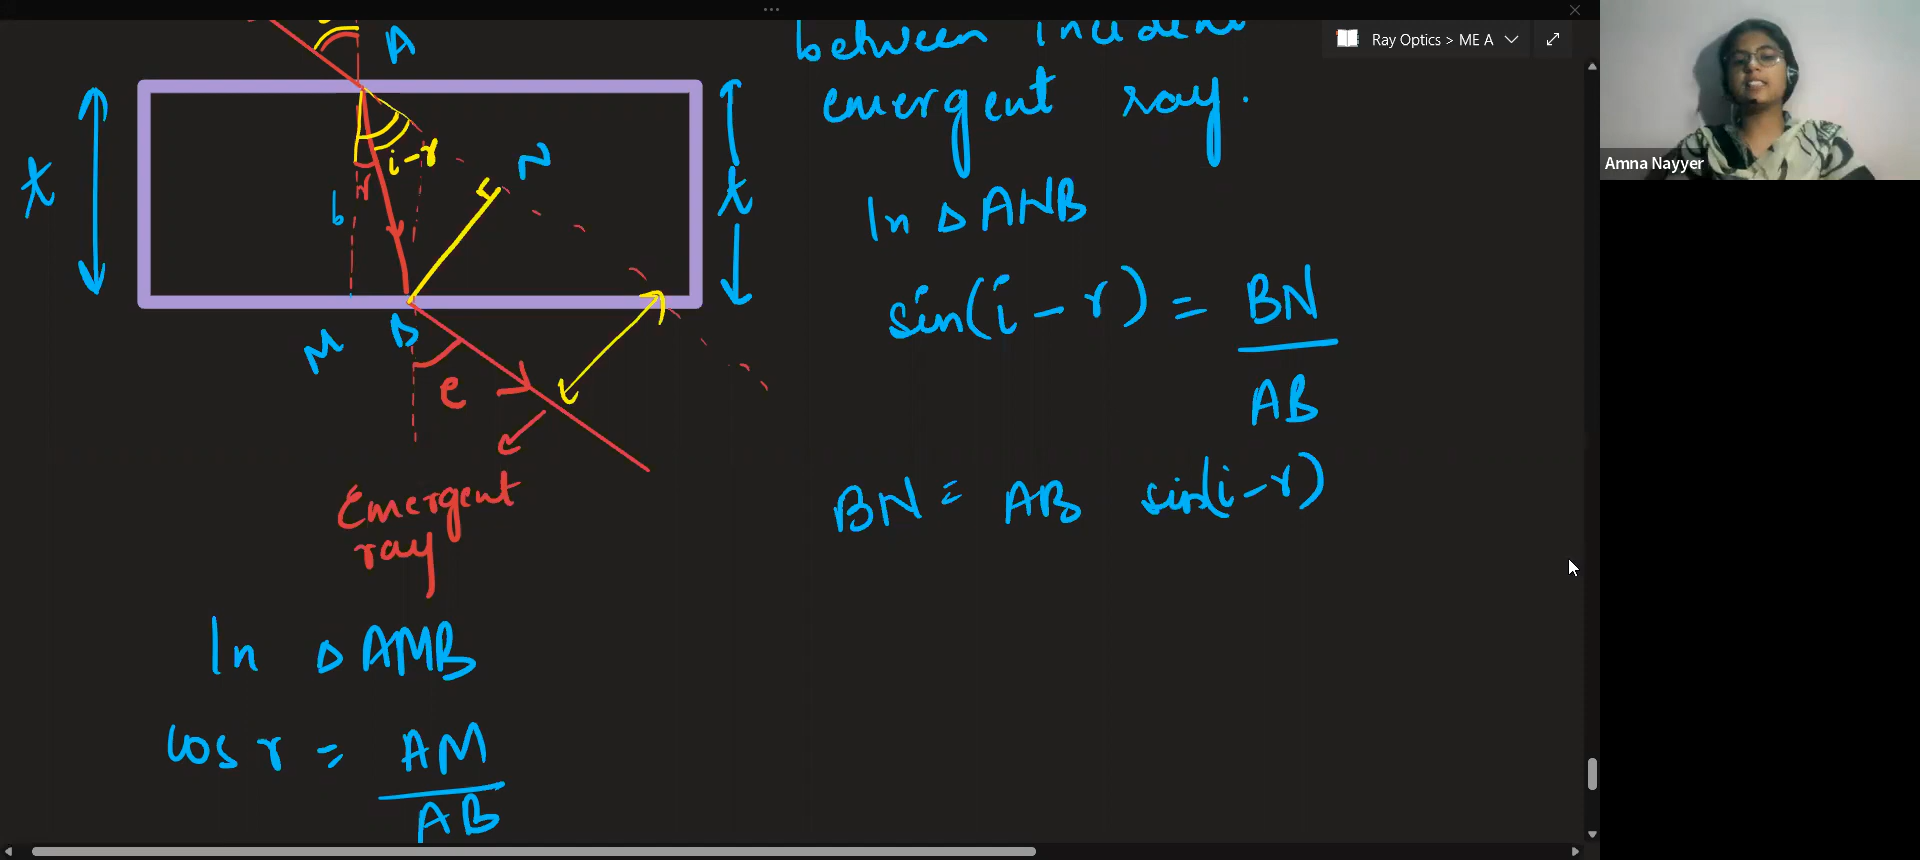 Ray Optics > ME A
Amna Nayyer
between incident
emergent ray.
A
t
i-r
r
b
N
t
M
B
e
Emergent
ray
In Δ ANB
sin(i-r) = BN
AB
BN = AB sin(i-r)
In Δ AMB
cos r = AM
AB